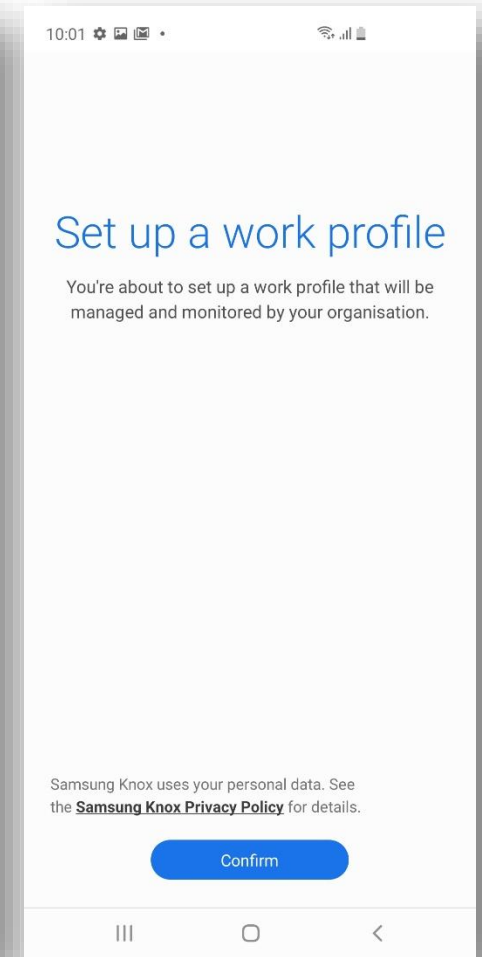 10:01
Set up a work profile
You're about to set up a work profile that will be
managed and monitored by your organisation.
Samsung Knox uses your personal data. See
the Samsung Knox Privacy Policy for details.
Confirm